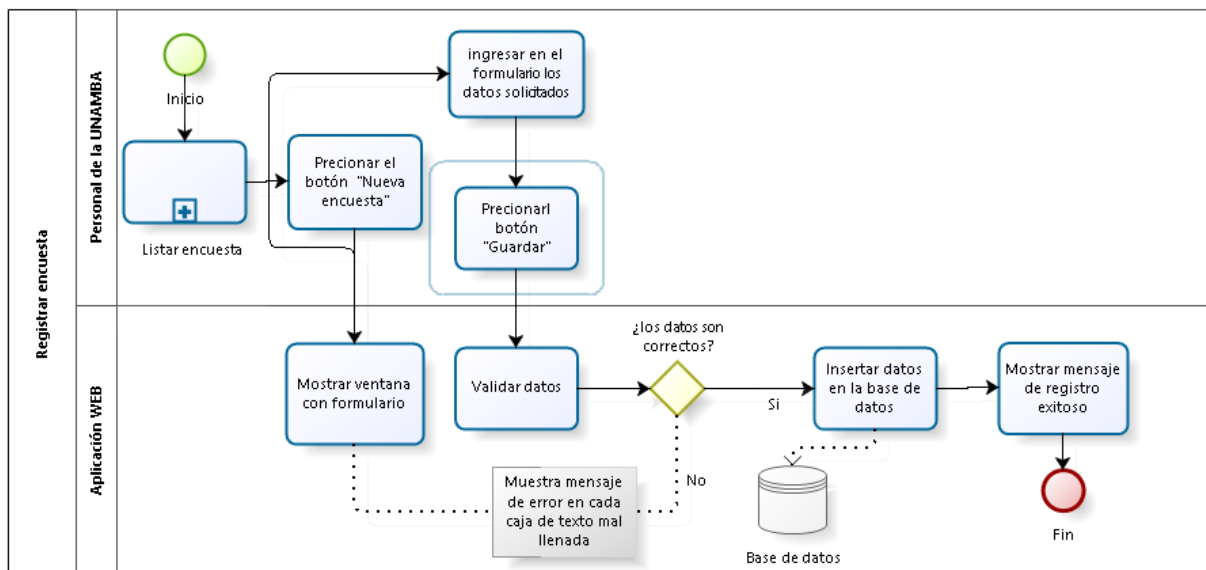 Registrar encuesta
Personal de la UNAMBA
Inicio
Listar encuesta
Precionar el
botón "Nueva
encuesta"
ingresar en el
formulario los
datos solicitados
Precionarl
botón
"Guardar"
Aplicación WEB
Mostrar ventana
con formulario
Validar datos
¿los datos son
correctos?
Si
No
Muestra mensaje
de error en cada
caja de texto mal
llenada
Insertar datos
en la base de
datos
Base de datos
Mostrar mensaje
de registro
exitoso
Fin